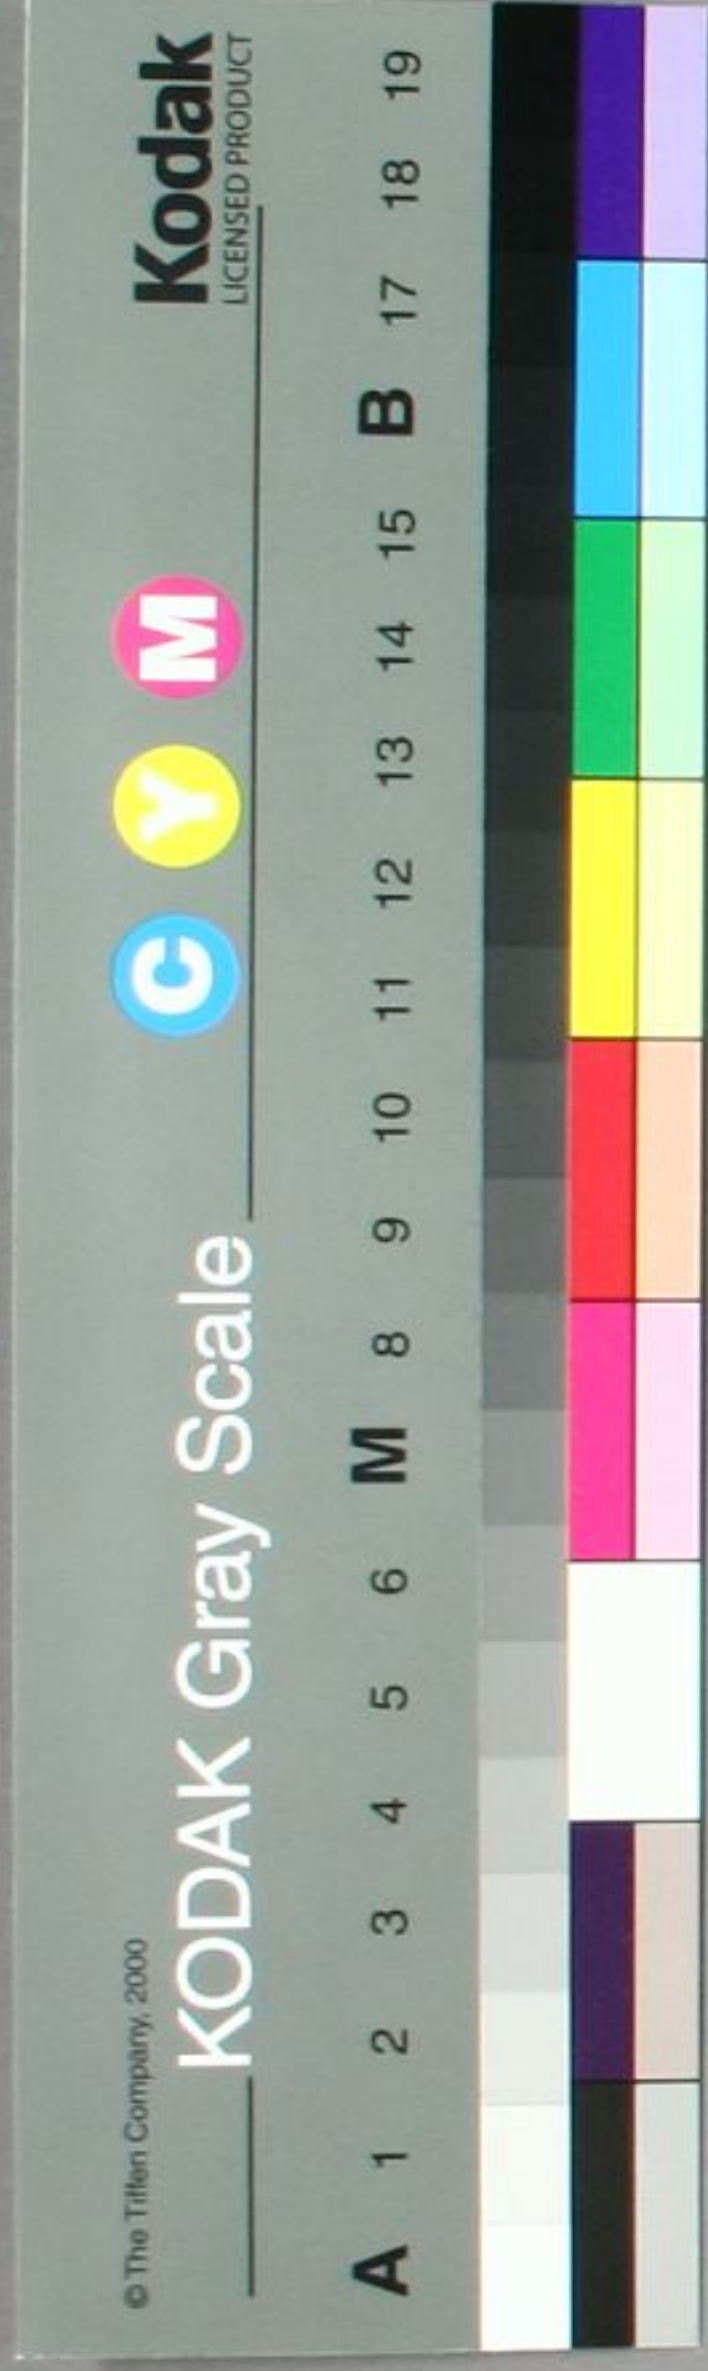 © The Tiffen Company, 2000
KODAK Gray Scale
C Y M
Kodak
LICENSED PRODUCT
A 1 2 3 4 5 6 M 8 9 10 11 12 13 14 15 B 17 18 19